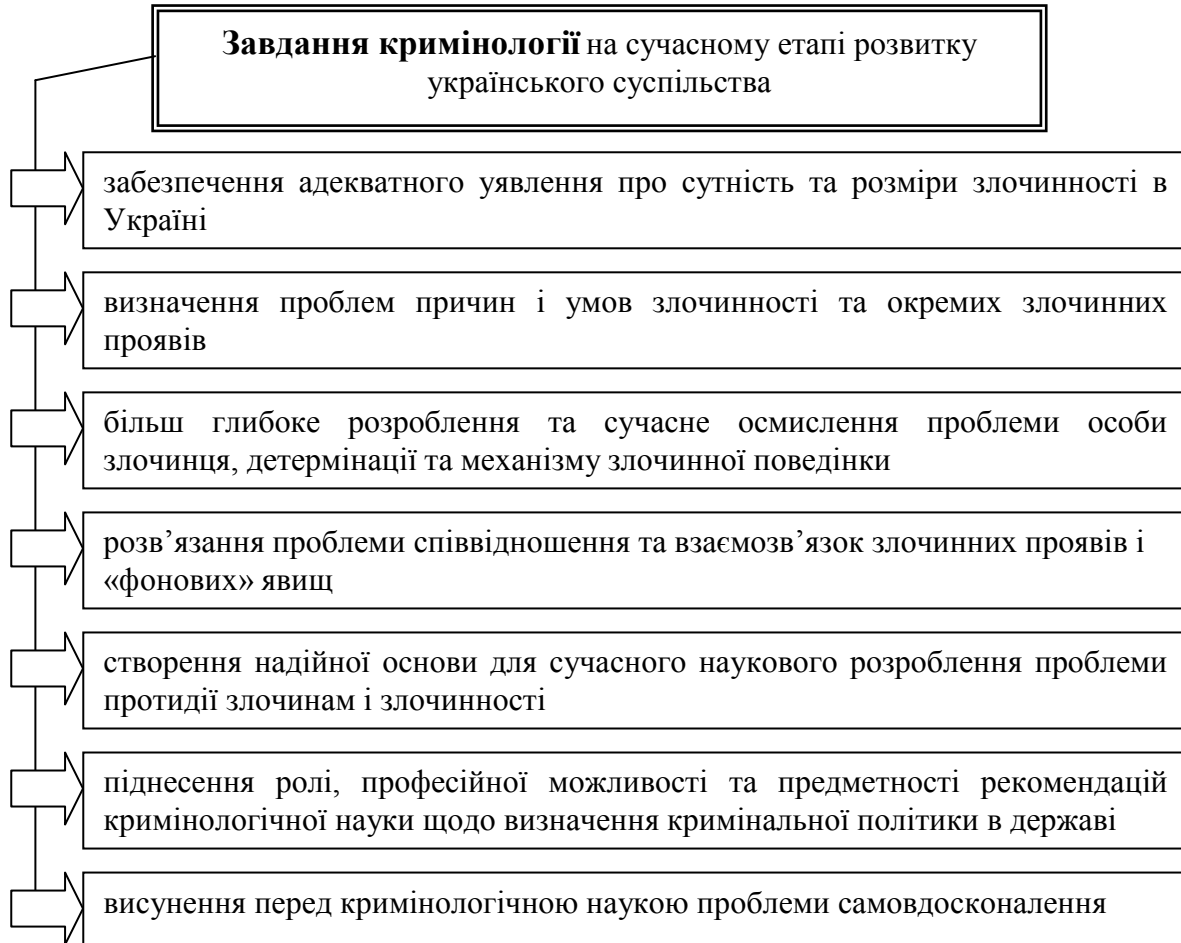 Завдання кримінології на сучасному етапі розвитку
українського суспільства
забезпечення адекватного уявлення про сутність та розміри злочинності в
Україні
визначення проблем причин і умов злочинності та окремих злочинних
проявів
більш глибоке розроблення та сучасне осмислення проблеми особи
злочинця, детермінації та механізму злочинної поведінки
розв’язання проблеми співвідношення та взаємозв’язок злочинних проявів і
«фонових» явищ
створення надійної основи для сучасного наукового розроблення проблеми
протидії злочинам і злочинності
піднесення ролі, професійної можливості та предметності рекомендацій
кримінологічної науки щодо визначення кримінальної політики в державі
висунення перед кримінологічною наукою проблеми самовдосконалення